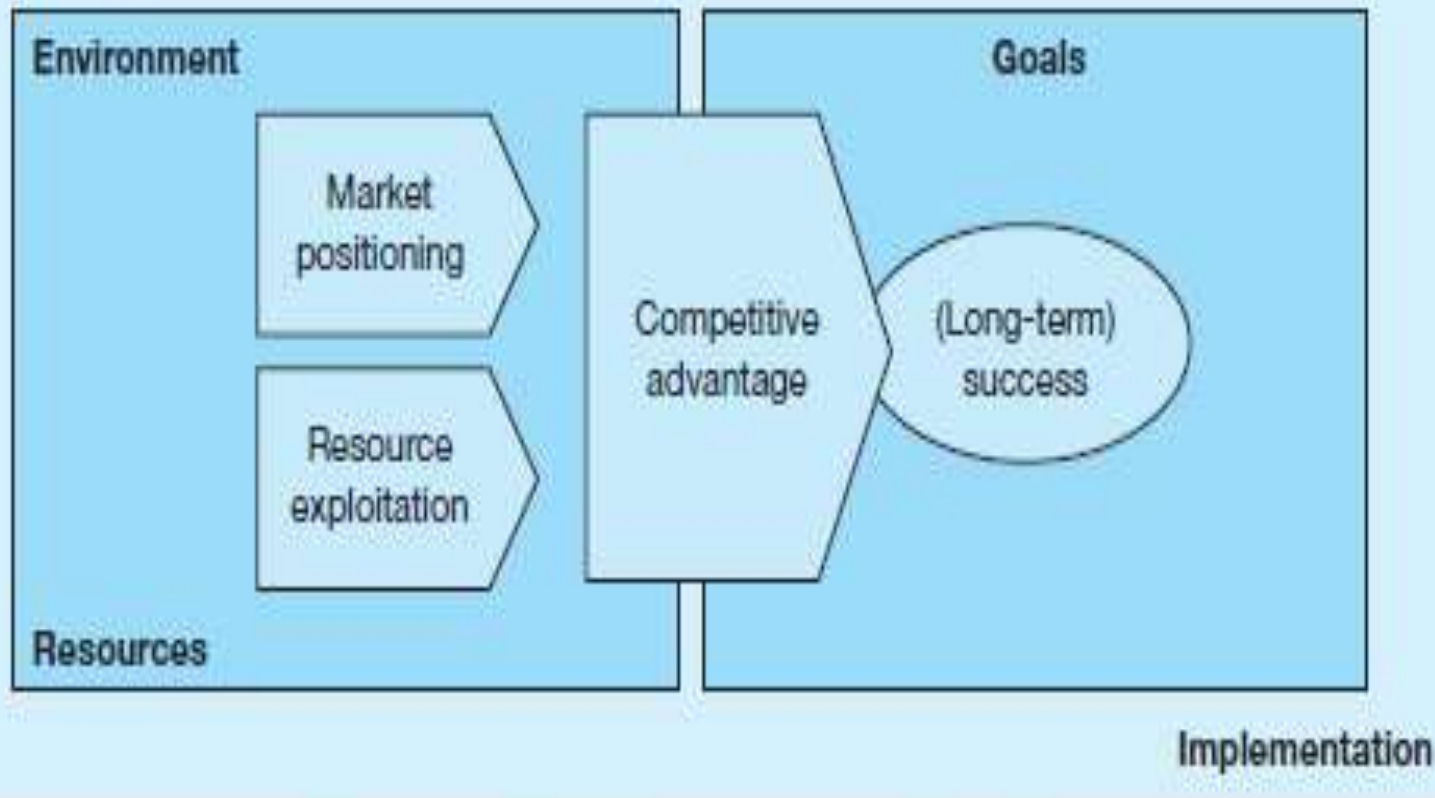 Environment
Goals
Market
positioning
Competitive
advantage
(Long-term)
success
Resource
exploitation
Resources
Implementation